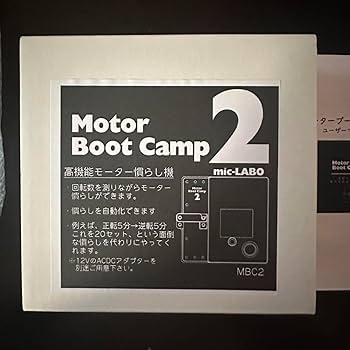 Motor
Boot Camp
2
mic-LABO
高機能モーター慣らし機
・回転数を測りながらモーター
慣らしができます。
・慣らしを自動化できます
・例えば、正転5分→逆転5分
これを20セット、という面倒
な慣らしを代わりにやってく
れます。
※12VのACDCアダプターを
別途ご用意下さい。
Motor
2
MBC2
ーターブー
ユーザーマ